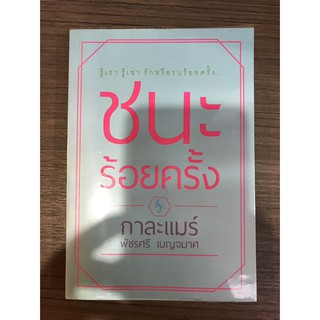 รู้เรา รู้เขา รักหรือรบร้อยครั้ง...
ชนะ
ร้อยครั้ง
กาละแมร์
พัชรศรี เบญจมาศ